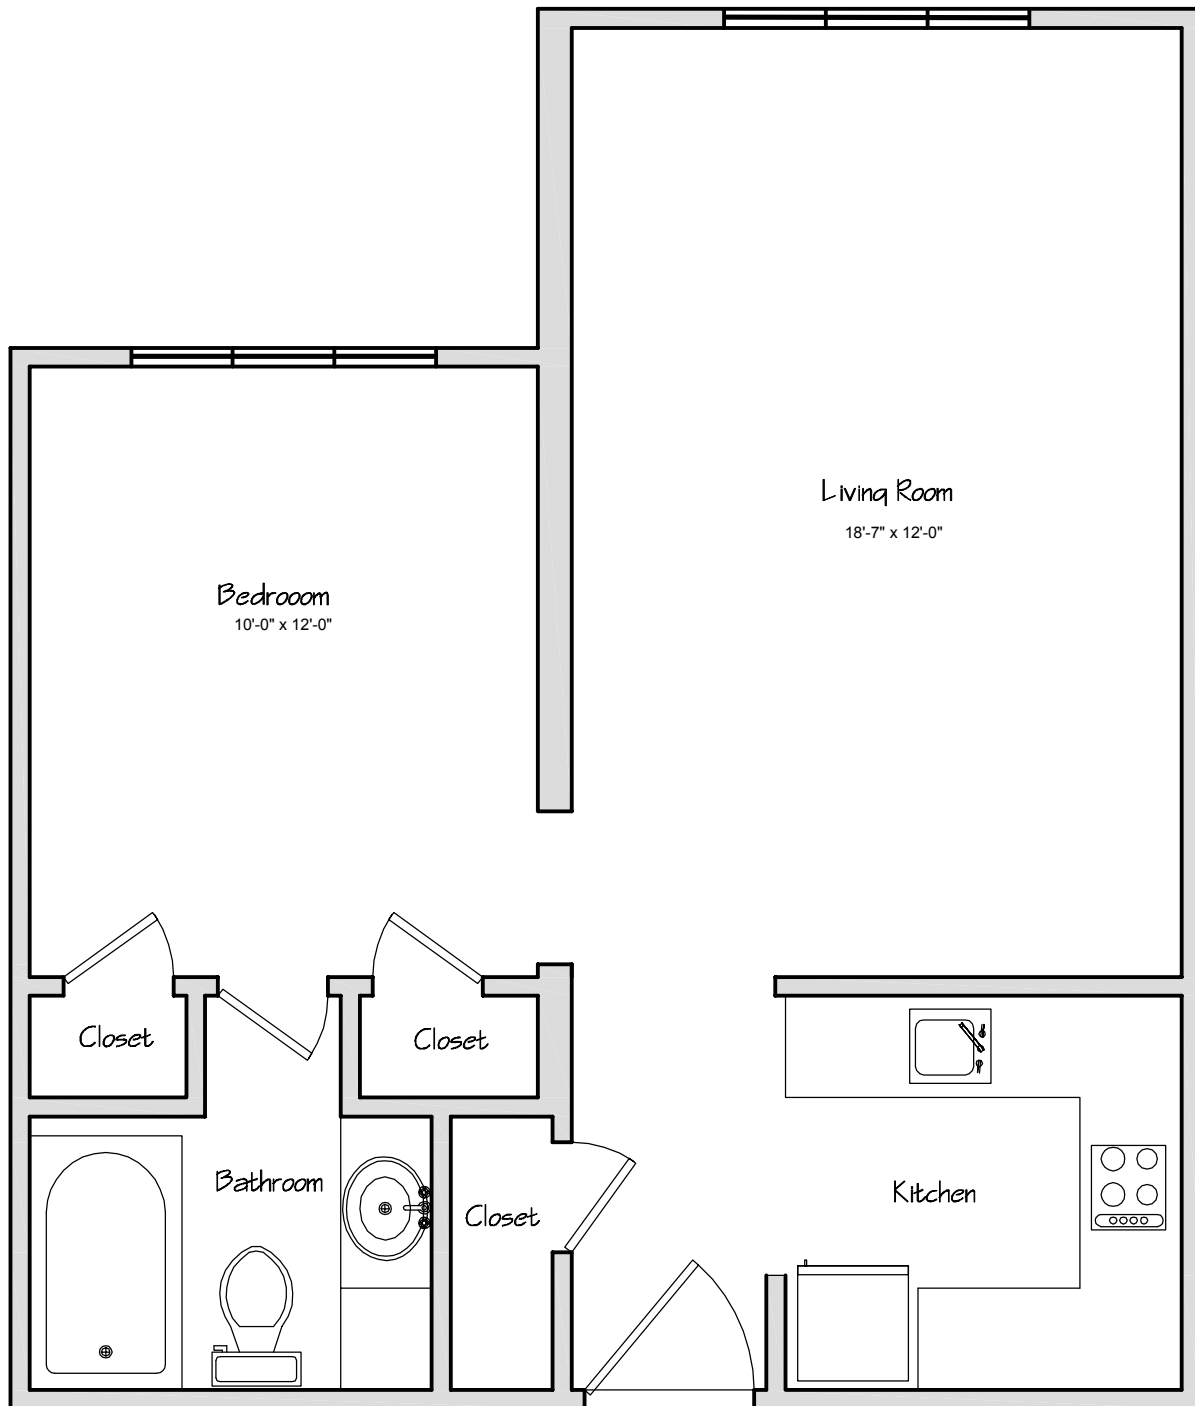 Living Room
18'-7" x 12'-0"
Bedrooom
10'-0" x 12'-0"
Closet
Closet
Bathroom
Closet
Kitchen